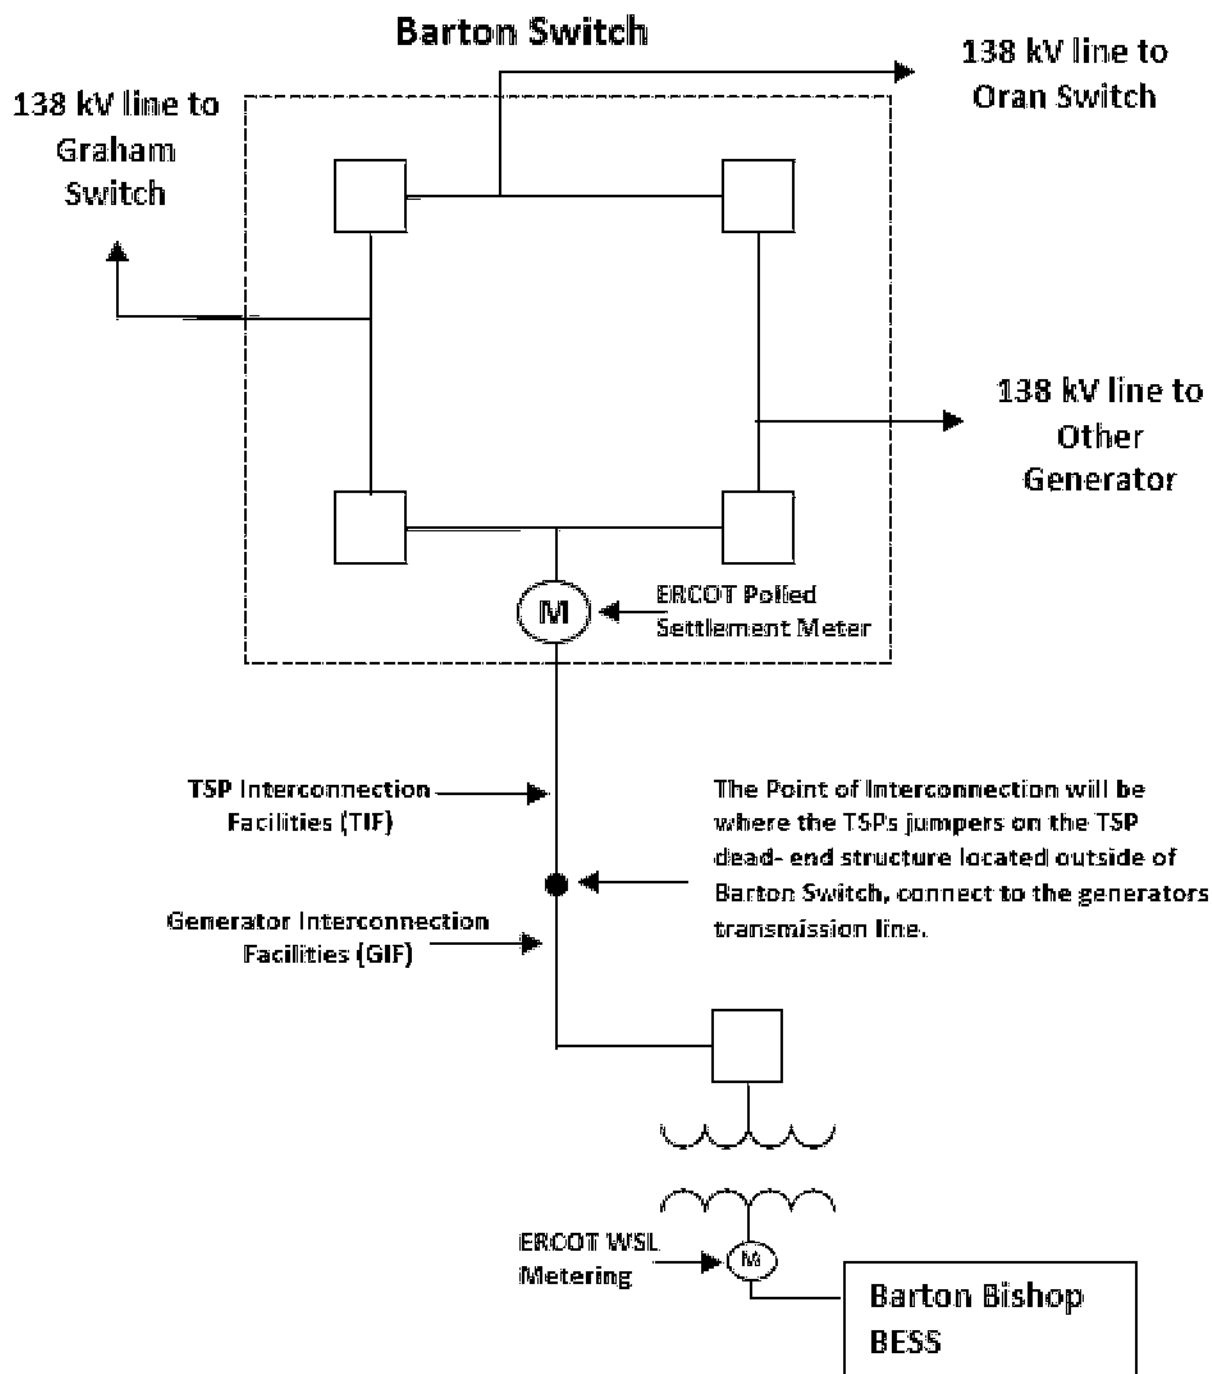 Barton Switch
138 kV line to
Oran Switch
138 kV line to
Graham
Switch
138 kV line to
Other
Generator
M
ERCOT Polled
Settlement Meter
TSP Interconnection
Facilities (TIF)
The Point of Interconnection will be
where the TSPs jumpers on the TSP
dead- end structure located outside of
Barton Switch, connect to the generators
transmission line.
Generator Interconnection
Facilities (GIF)
ERCOT WSL
Metering
M
Barton Bishop
BESS